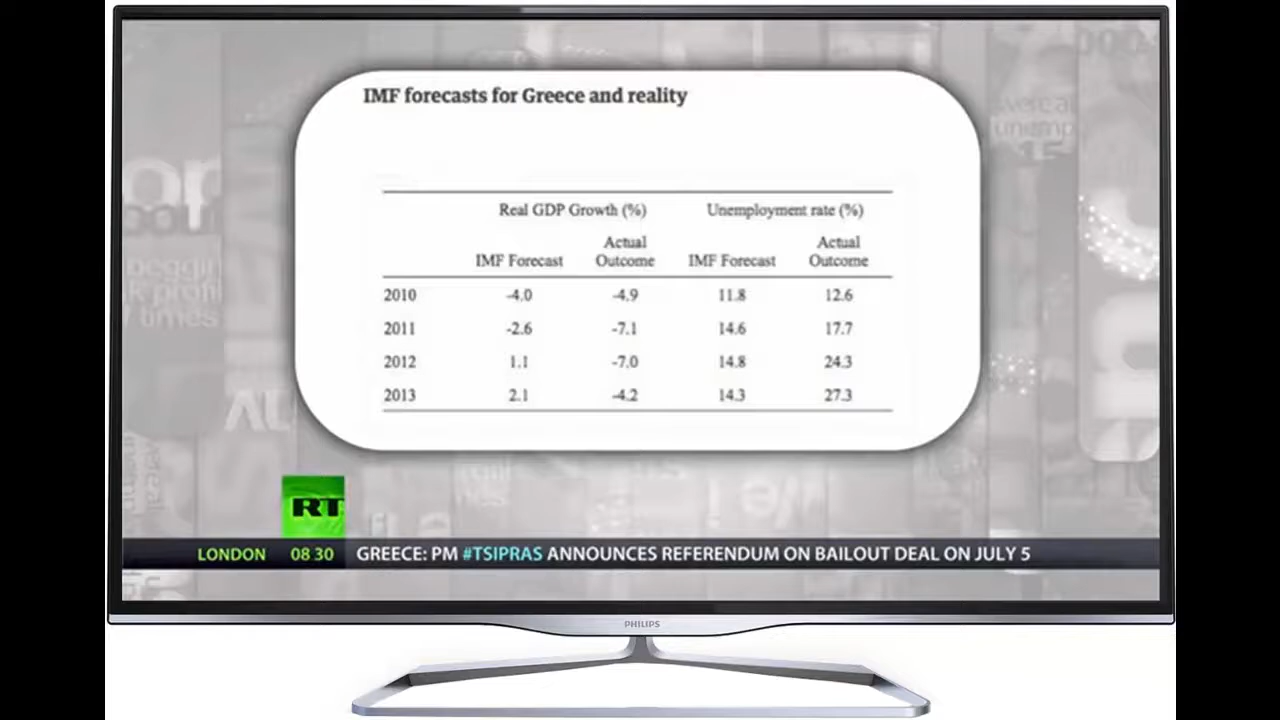 IMF forecasts for Greece and reality
Real GDP Growth (%) Unemployment rate (%)
IMF Forecast Actual Outcome IMF Forecast Actual Outcome
2010 -4.0 -4.9 11.8 12.6
2011 -2.6 -7.1 14.6 17.7
2012 1.1 -7.0 14.8 24.3
2013 2.1 -4.2 14.3 27.3
RT
LONDON 08 30 GREECE: PM #TSIPRAS ANNOUNCES REFERENDUM ON BAILOUT DEAL ON JULY 5
PHILIPS